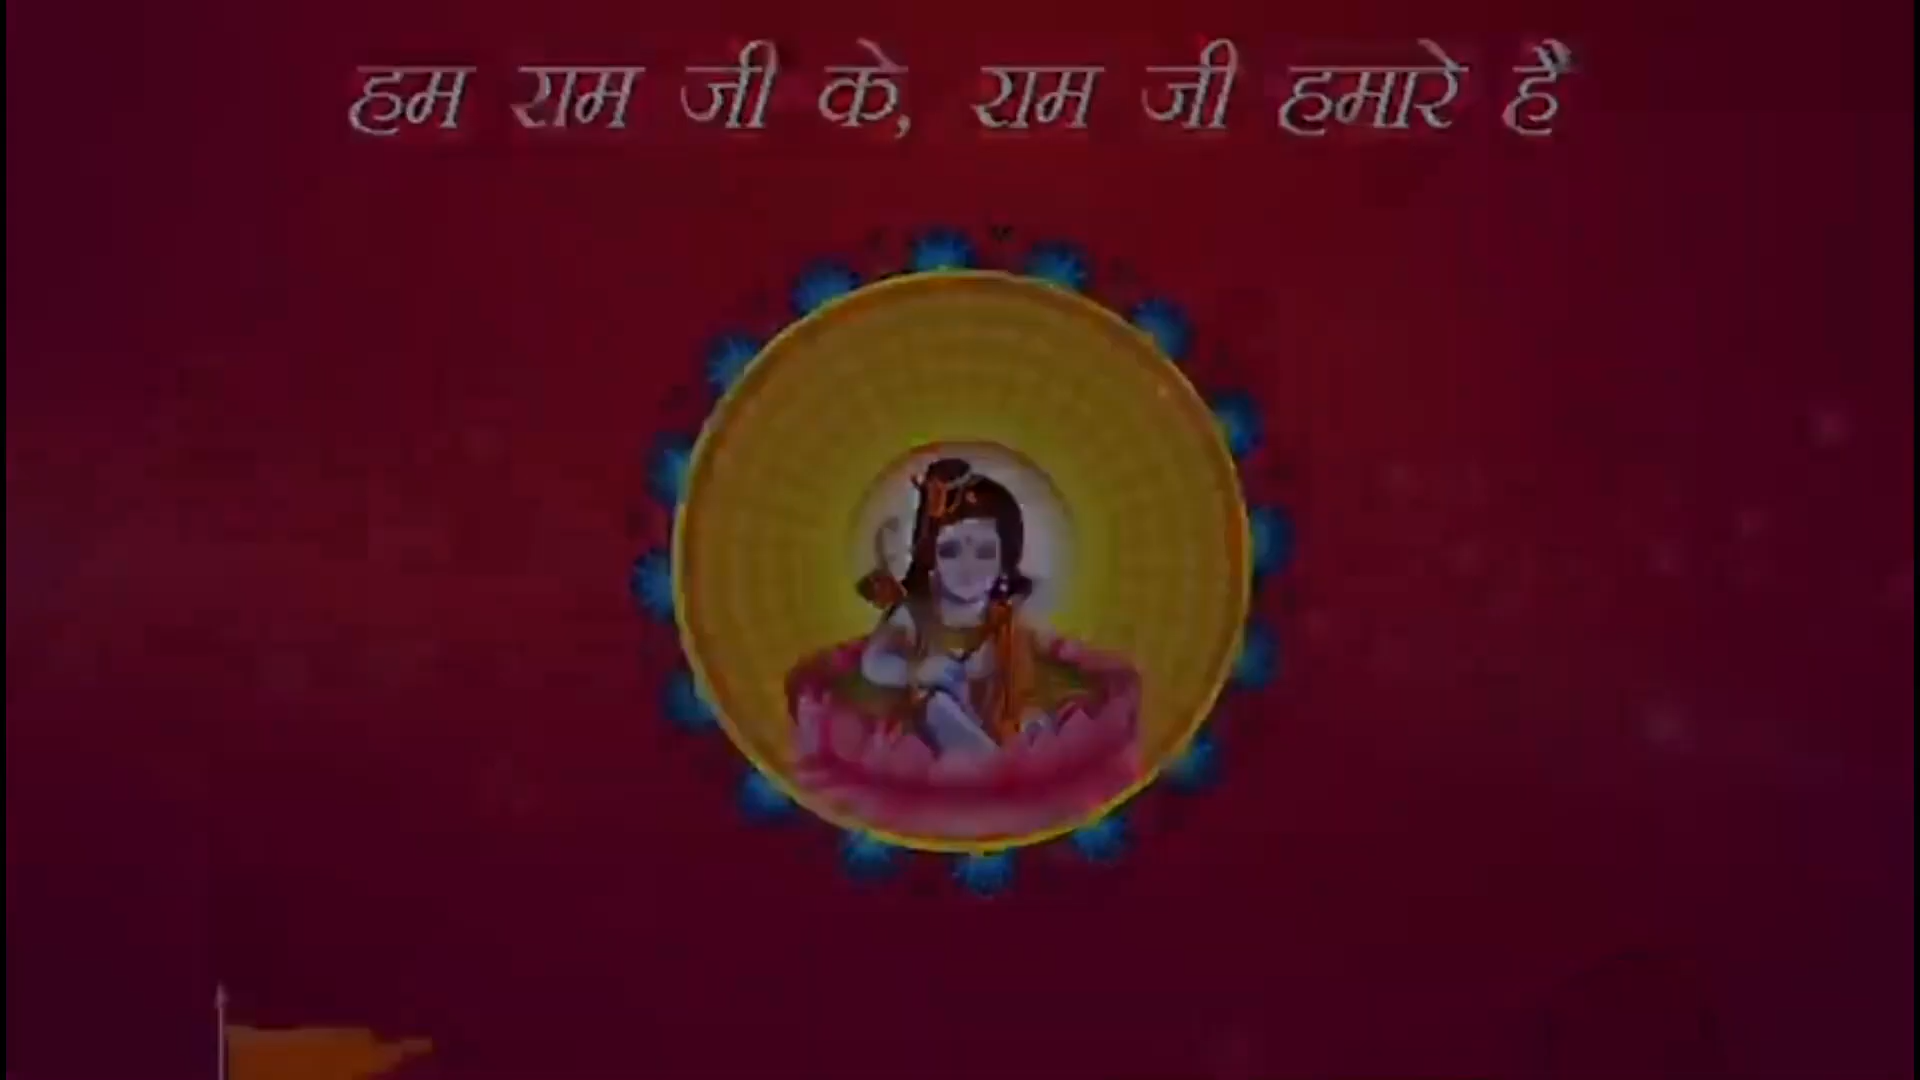 हम राम जी के, राम जी हमारे हैं